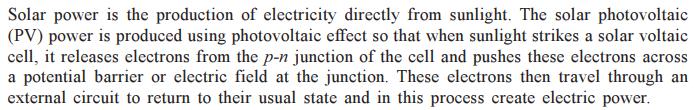 Solar power is the production of electricity directly from sunlight. The solar photovoltaic
(PV) power is produced using photovoltaic effect so that when sunlight strikes a solar voltaic
cell, it releases electrons from the p-n junction of the cell and pushes these electrons across
a potential barrier or electric field at the junction. These electrons then travel through an
external circuit to return to their usual state and in this process create electric power.